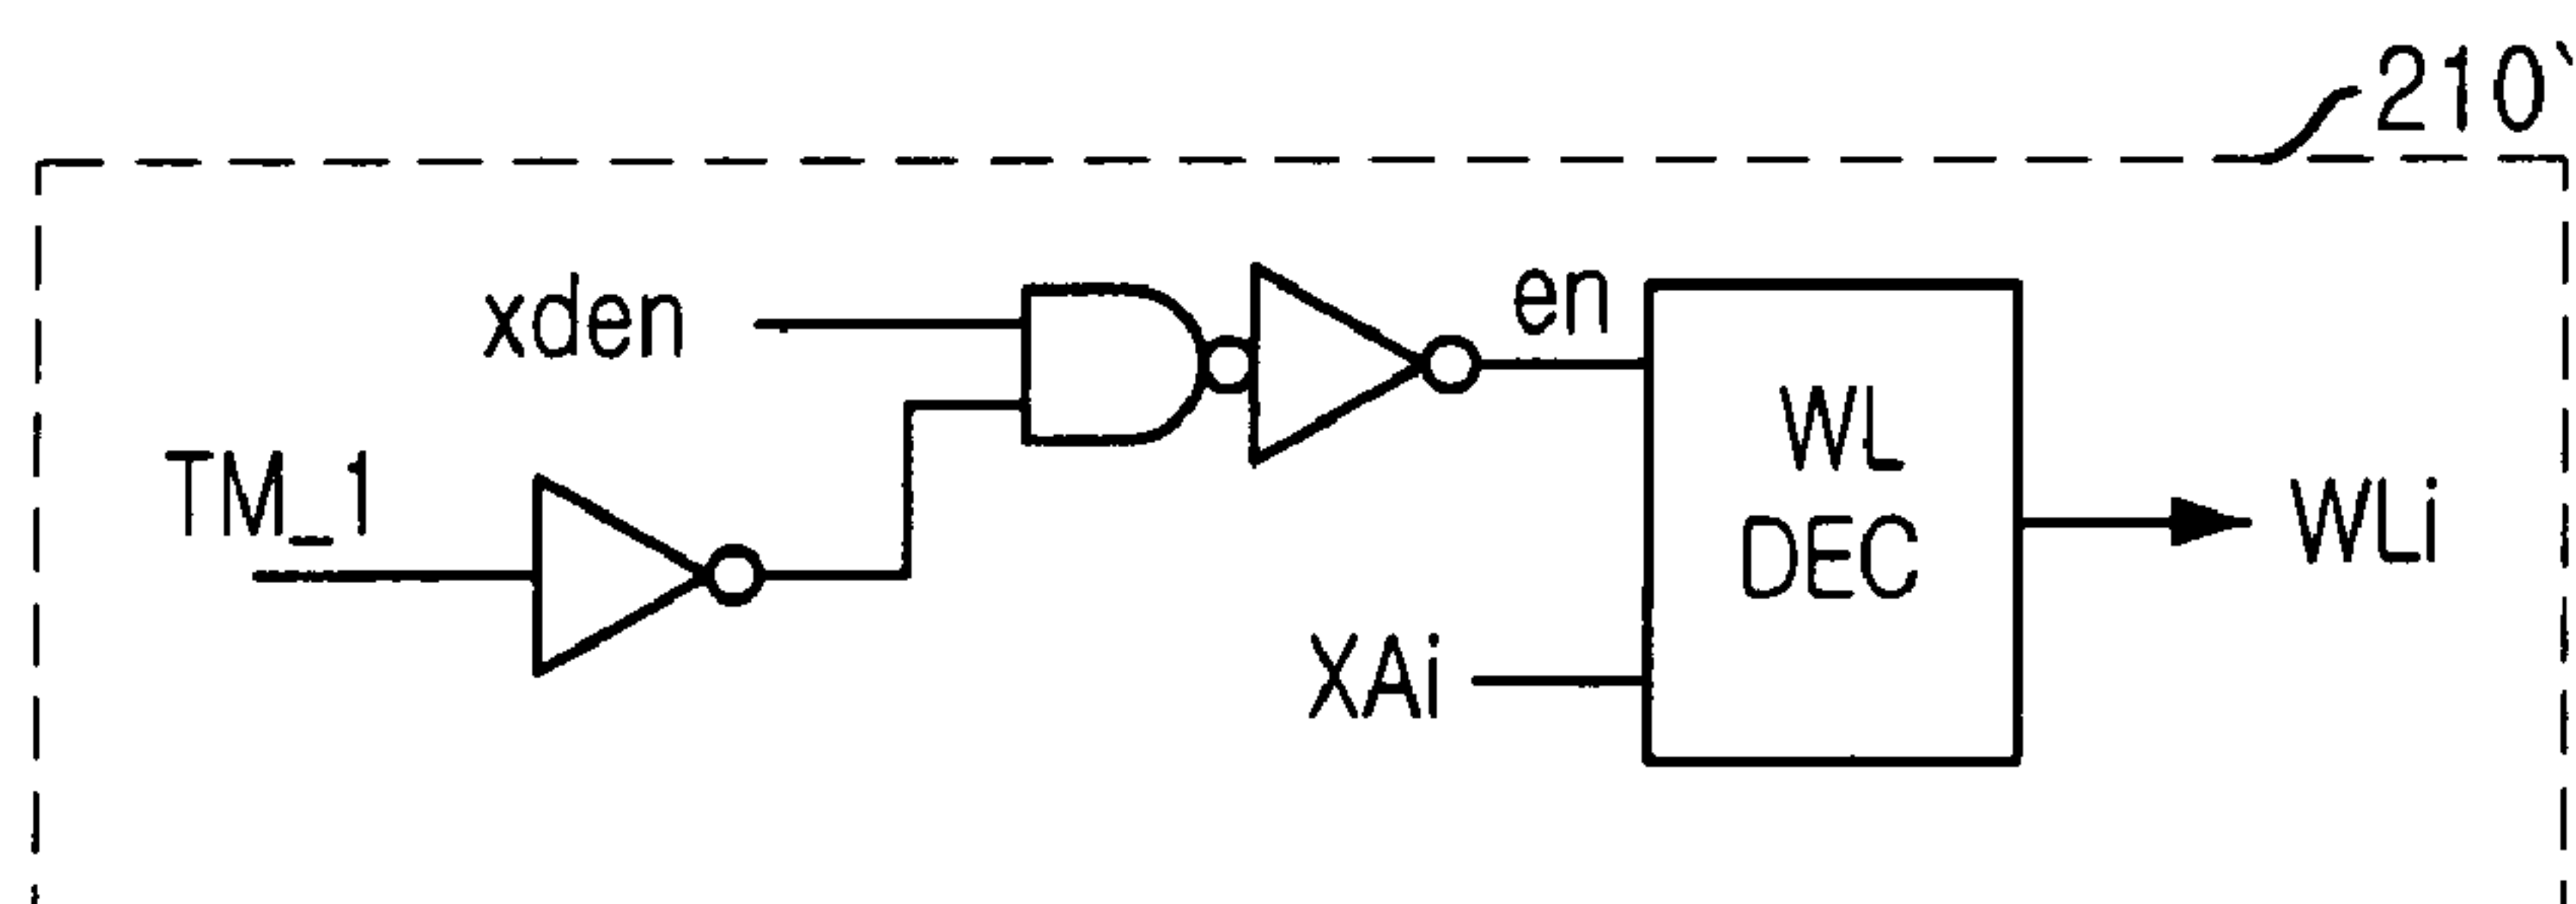 210`
xden
en
WL
DEC
TM_1
WLi
XAi